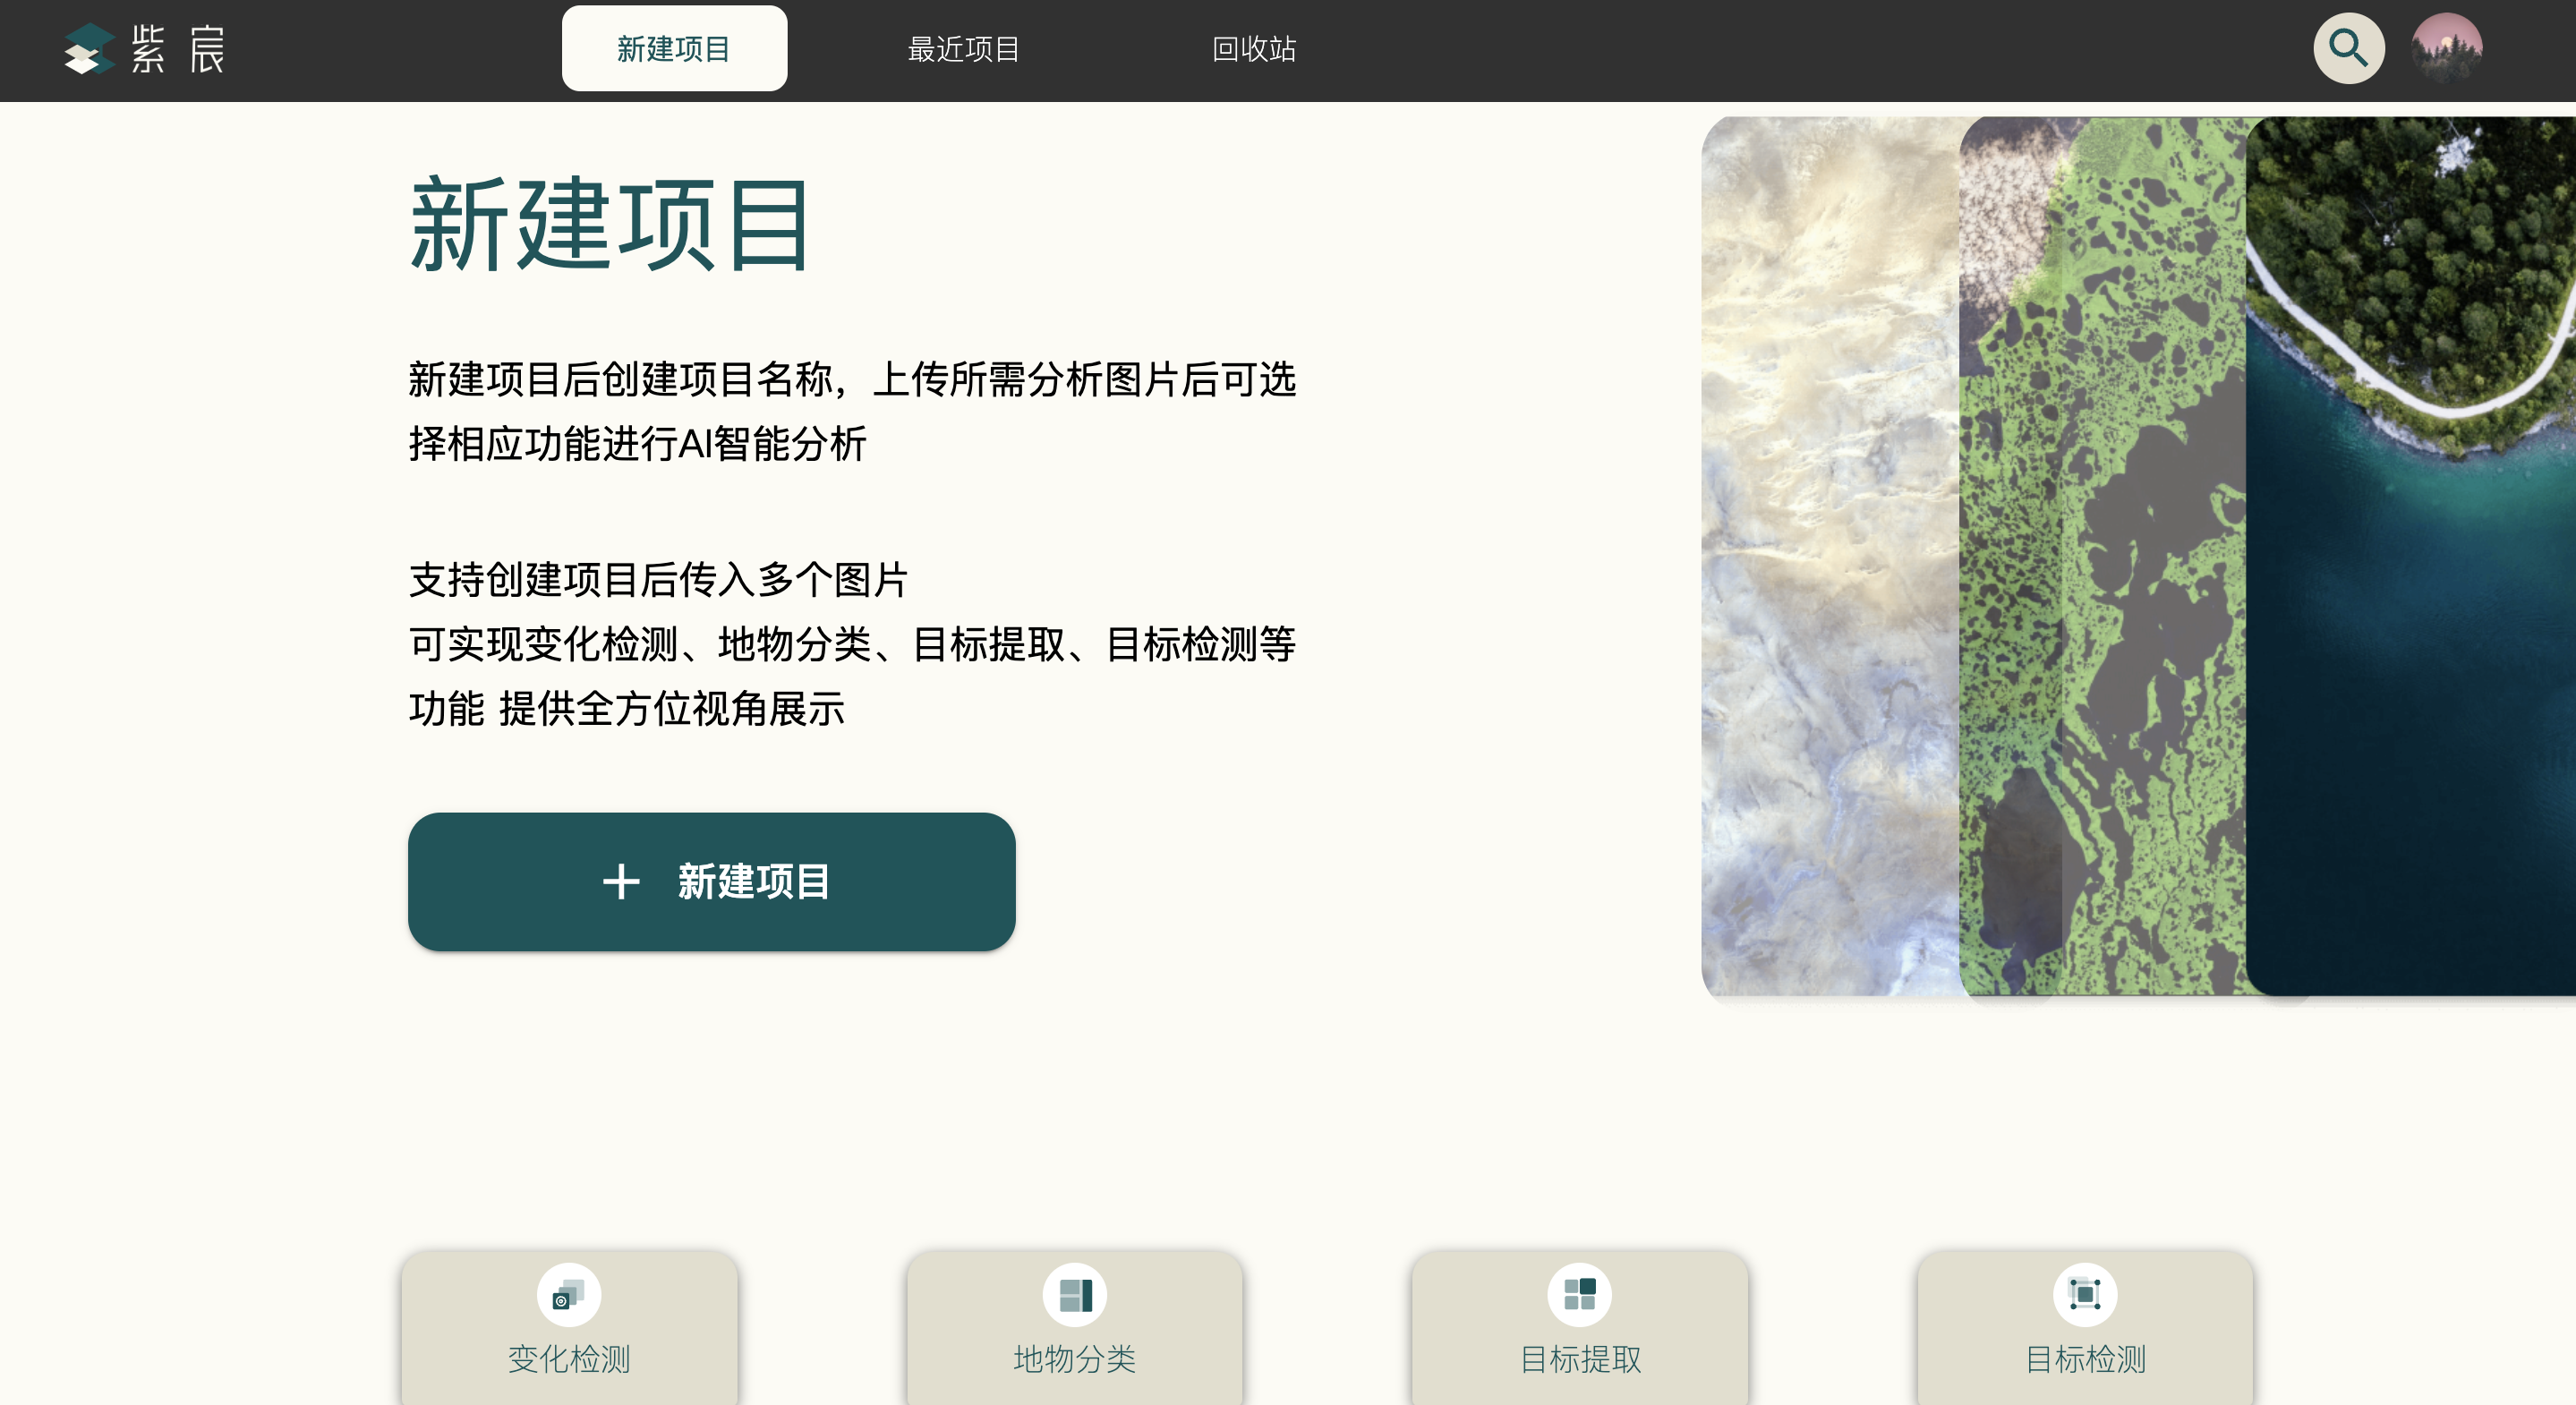 紫宸
新建项目
最近项目
回收站
新建项目
新建项目后创建项目名称，上传所需分析图片后可选
择相应功能进行AI智能分析
支持创建项目后传入多个图片
可实现变化检测、地物分类、目标提取、目标检测等
功能 提供全方位视角展示
新建项目
变化检测
地物分类
目标提取
目标检测